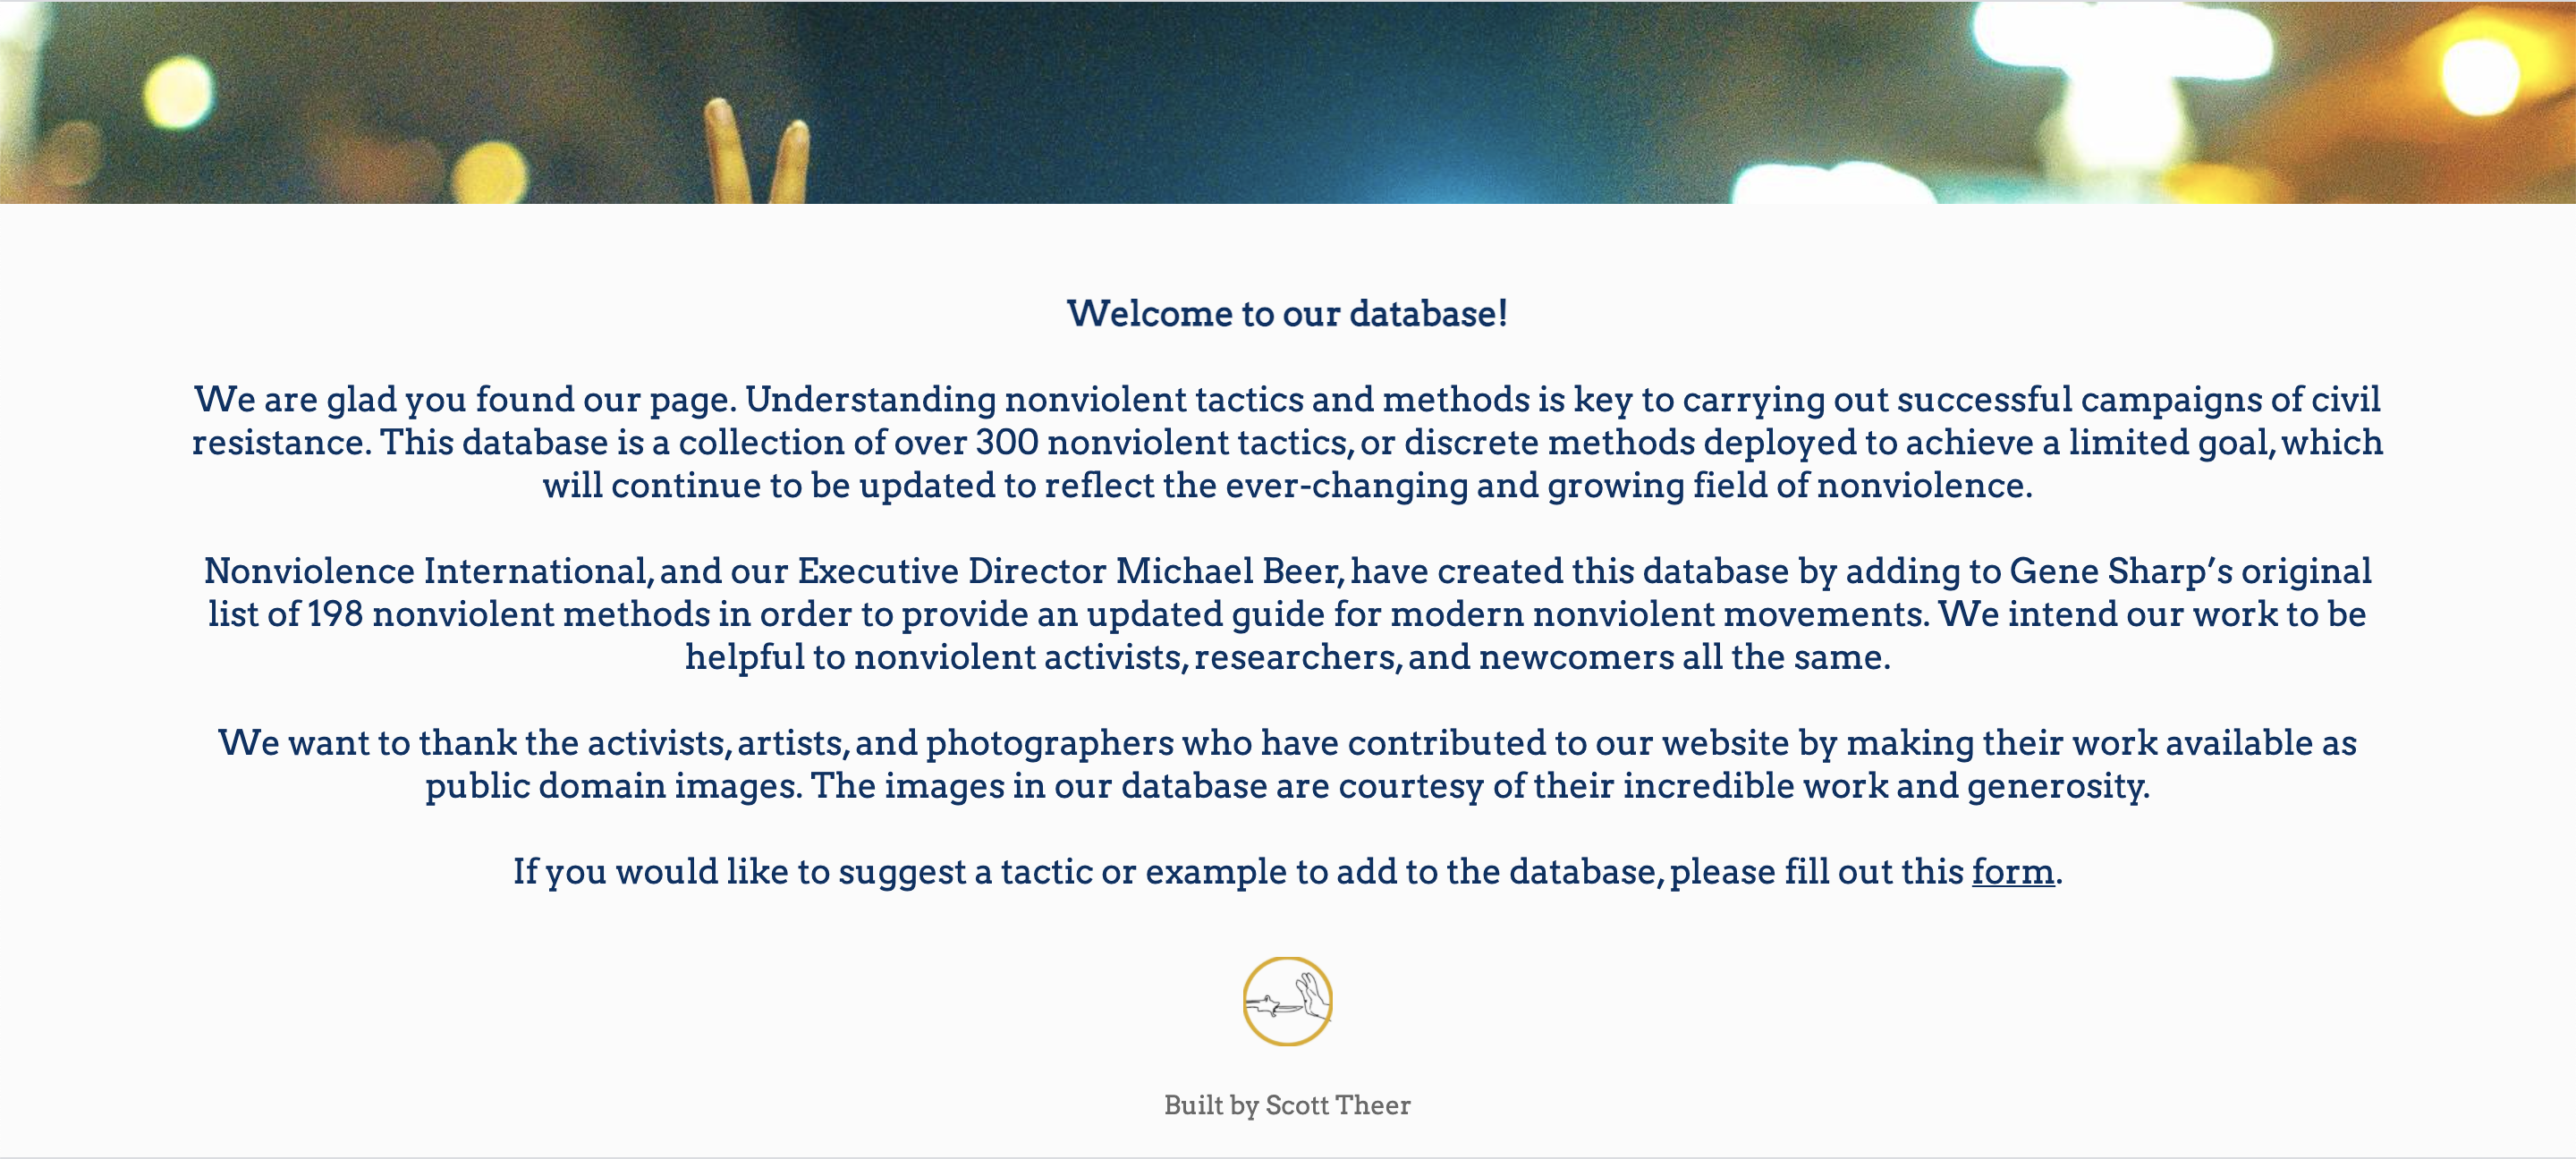 Welcome to our database!
We are glad you found our page. Understanding nonviolent tactics and methods is key to carrying out successful campaigns of civil
resistance. This database is a collection of over 300 nonviolent tactics, or discrete methods deployed to achieve a limited goal, which
will continue to be updated to reflect the ever-changing and growing field of nonviolence.
Nonviolence International, and our Executive Director Michael Beer, have created this database by adding to Gene Sharp’s original
list of 198 nonviolent methods in order to provide an updated guide for modern nonviolent movements. We intend our work to be
helpful to nonviolent activists, researchers, and newcomers all the same.
We want to thank the activists, artists, and photographers who have contributed to our website by making their work available as
public domain images. The images in our database are courtesy of their incredible work and generosity.
If you would like to suggest a tactic or example to add to the database, please fill out this form.
Built by Scott Theer